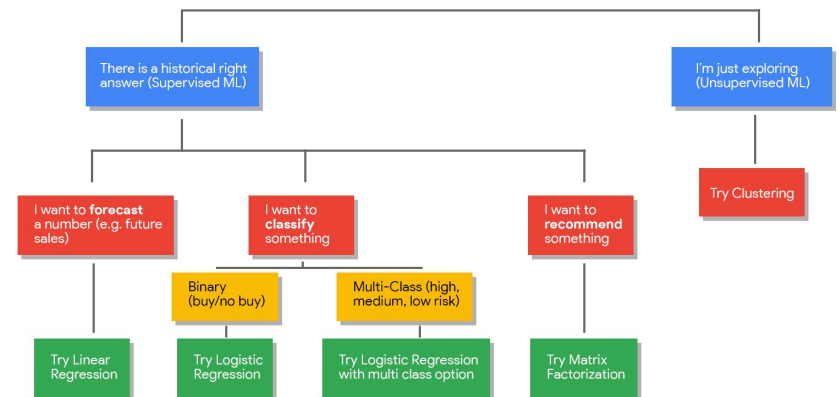 There is a historical right
answer (Supervised ML)
I'm just exploring
(Unsupervised ML)
I want to forecast
a number (e.g. future
sales)
I want to
classify
something
I want to
recommend
something
Try Clustering
Binary
(buy/no buy)
Multi-Class (high,
medium, low risk)
Try Linear
Regression
Try Logistic
Regression
Try Logistic Regression
with multi class option
Try Matrix
Factorization